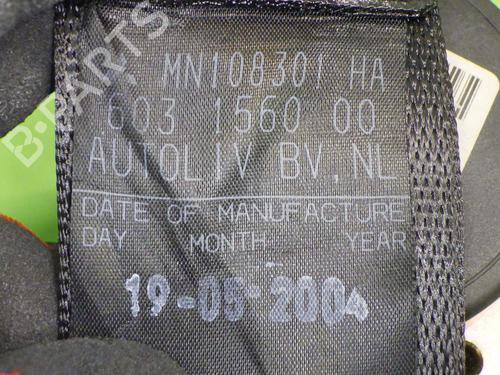 B-PARTS
MN108301 HA
603 1560 00
AUTOLIV BV, NL
DATE OF MANUFACTURE
DAY MONTH YEAR
19-05-2004